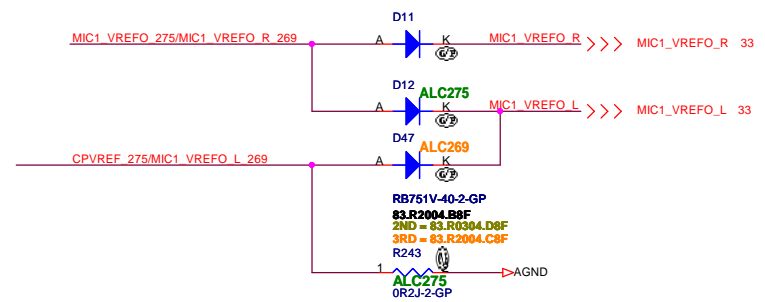 D11
MIC1_VREFO_275/MIC1_VREFO_R_269
A
K
MIC1_VREFO_R
MIC1_VREFO_R 33
G/P
D12
ALC275
A
K
MIC1_VREFO_L
MIC1_VREFO_L 33
G/P
D47
ALC269
CPVREF_275/MIC1_VREFO_L_269
A
K
G/P
RB751V-40-2-GP
83.R2004.B8F
2ND = 83.R0304.D8F
3RD = 83.R2004.C8F
R243
1
2
AGND
ALC275
0R2J-2-GP